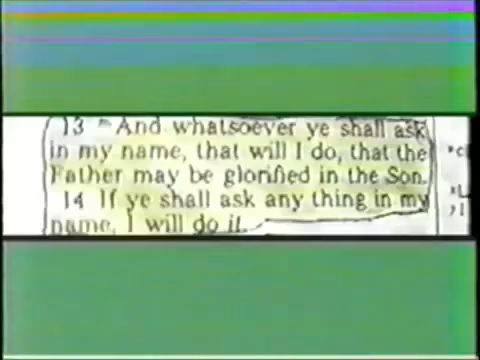 13 And whatsoever ye shall ask
in my name, that will I do, that the
Father may be glorified in the Son.
14 If ye shall ask any thing in my
name, I will do it.